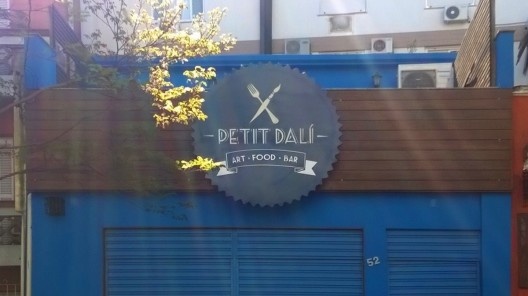 PETIT DALÍ
ART • FOOD • BAR
52